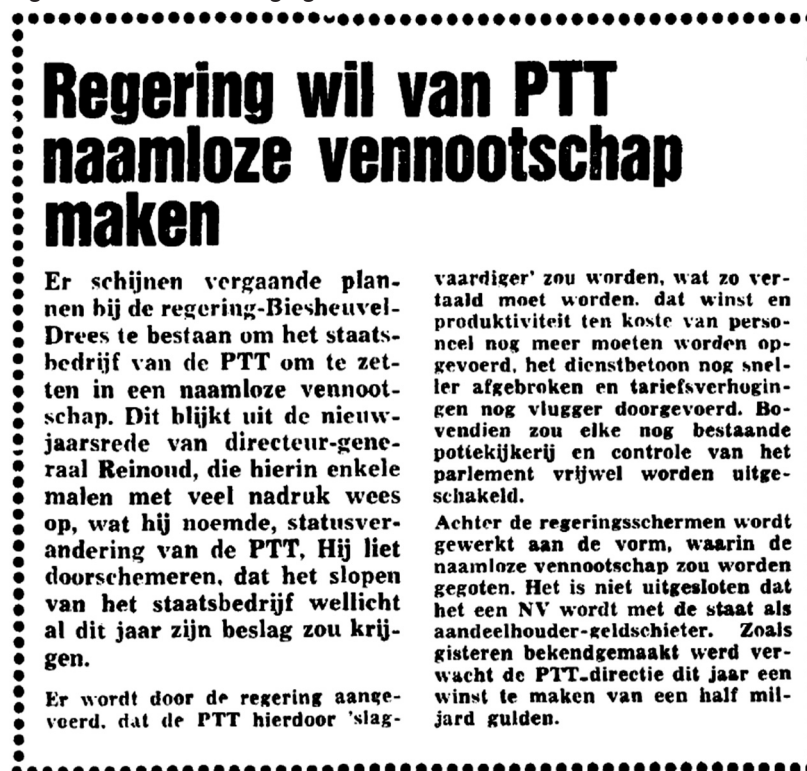 Regering wil van PTT
naamloze vennootschap
maken
Er schijnen vergaande plan-
nen bij de regering-Biesheuvel-
Drees te bestaan om het staats-
bedrijf van de PTT om te zet-
ten in een naamloze vennoot-
schap. Dit blijkt uit de nieuw-
jaarsrede van directeur-gene-
raal Reinoud, die hierin enkele
malen met veel nadruk wees
op, wat hij noemde, statusver-
andering van de PTT, Hij liet
doorschemeren, dat het slopen
van het staatsbedrijf wellicht
al dit jaar zijn beslag zou krij-
gen.
Er wordt door de regering aange-
voerd, dat de PTT hierdoor 'slag-
vaardiger' zou worden, wat zo ver-
taald moet worden. dat winst en
produktiviteit ten koste van perso-
neel nog meer moeten worden op-
gevoerd, het dienstbetoon nog snel-
ler afgebroken en tariefsverhogin-
gen nog vlugger doorgevoerd. Bo-
vendien zou elke nog bestaande
pottekijkerij en controle van het
parlement vrijwel worden uitge-
schakeld.
Achter de regeringsschermen wordt
gewerkt aan de vorm, waarin de
naamloze vennootschap zou worden
gegoten. Het is niet uitgesloten dat
het een NV wordt met de staat als
aandeelhouder-geldschieter. Zoals
gisteren bekendgemaakt werd ver-
wacht de PTT-directie dit jaar een
winst te maken van een half mil-
jard gulden.